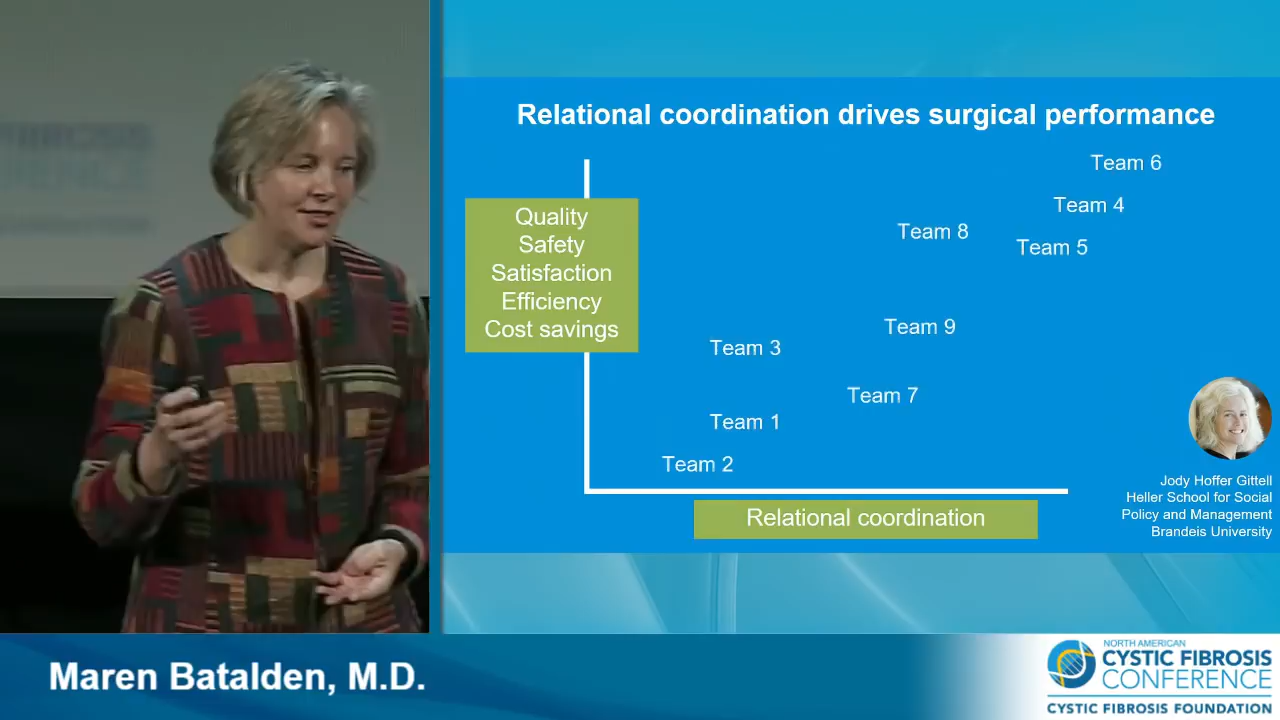 FIBROSIS
Relational coordination drives surgical performance
Quality
Safety
Satisfaction
Efficiency
Cost savings
Team 6
Team 4
Team 8
Team 5
Team 9
Team 3
Team 7
Team 1
Team 2
Relational coordination
Jody Hoffer Gittell
Heller School for Social
Policy and Management
Brandeis University
Maren Batalden, M.D.
NORTH AMERICAN
CYSTIC FIBROSIS
CONFERENCE
CYSTIC FIBROSIS FOUNDATION